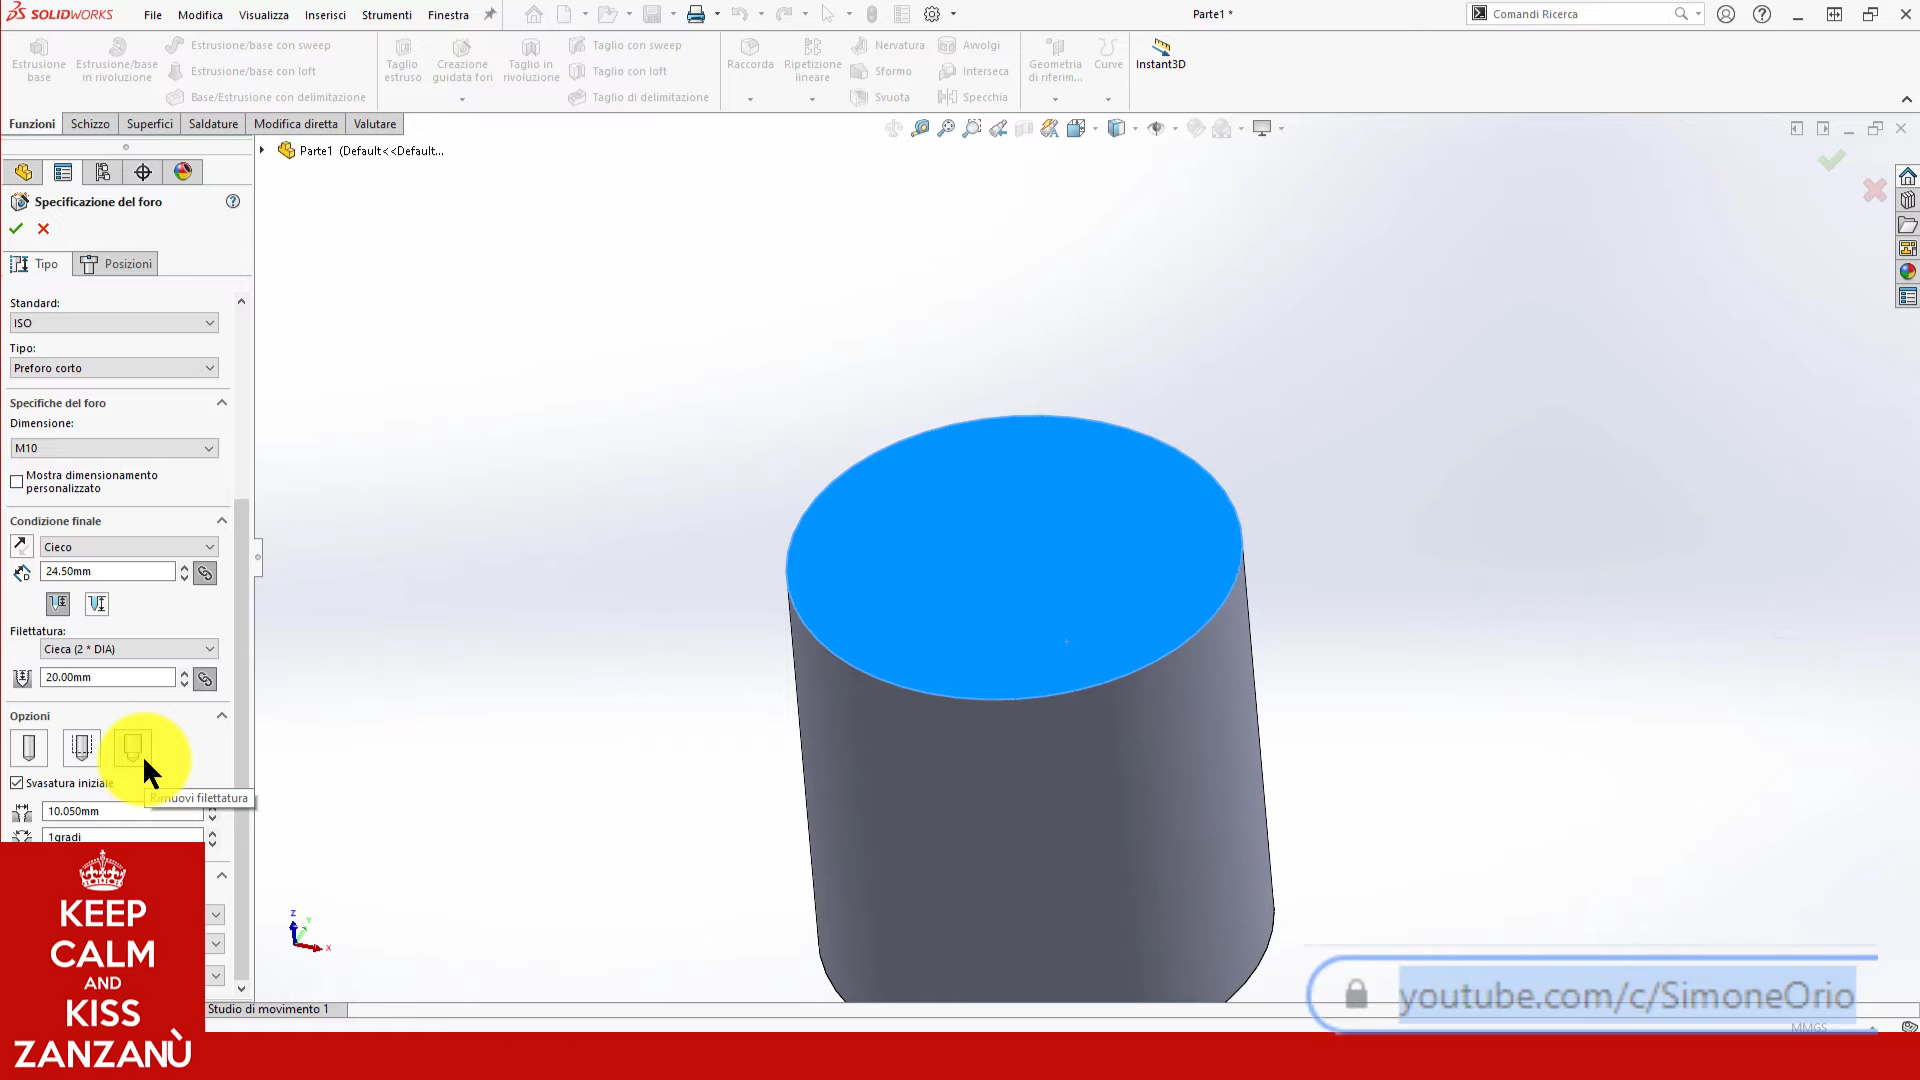 SOLIDWORKS File Modifica Visualizza Inserisci Strumenti Finestra Parte1 * Comandi Ricerca
Estrusione base
Estrusione/base in rivoluzione
Estrusione/base con sweep
Estrusione/base con loft
Base/Estrusione con delimitazione
Taglio estruso
Creazione guidata fori
Taglio in rivoluzione
Taglio con sweep
Taglio con loft
Taglio di delimitazione
Raccorda
Ripetizione lineare
Nervatura
Sformo
Svuota
Avvolgi
Interseca
Specchia
Geometria di riferim...
Curve
Instant3D
Funzioni Schizzo Superfici Saldature Modifica diretta Valutare
Parte1 (Default<<Default...
Specificazione del foro
Tipo Posizioni
Standard:
ISO
Tipo:
Preforo corto
Specifiche del foro
Dimensione:
M10
Mostra dimensionamento
personalizzato
Condizione finale
Cieco
24.50mm
Filettatura:
Cieca (2 * DIA)
20.00mm
Opzioni
Svasatura iniziale
Rimuovi filettatura
10.050mm
1gradi
KEEP
CALM
AND
KISS
ZANZANÙ
Z
Y
X
Studio di movimento 1
youtube.com/c/SimoneOrio
MMGS